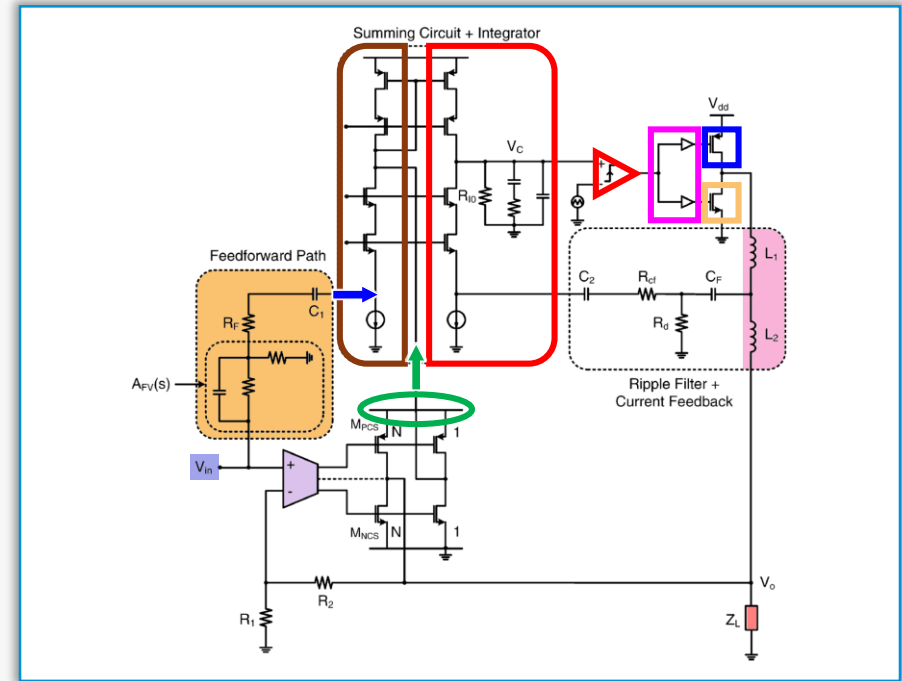 Summing Circuit + Integrator
Vdd
VC
+
-
RI0
Feedforward Path
L1
C2
Rcf
CF
C1
RF
Rd
L2
AFV(s)
Ripple Filter +
Current Feedback
MPCS
N
1
Vin
+
-
MNCS
N
1
Vo
R2
R1
ZL